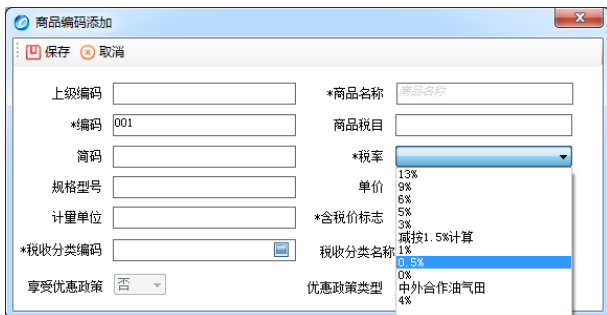 商品编码添加
保存 取消
上级编码 *商品名称 商品名称
*编码 001 商品税目
简码 *税率
13%
规格型号 单价 9%
6%
5%
计量单位 *含税价标志 3%
减按1.5%计算
*税收分类编码 税收分类名称 1%
0.5%
0%
享受优惠政策 否 优惠政策类型 中外合作油气田
4%